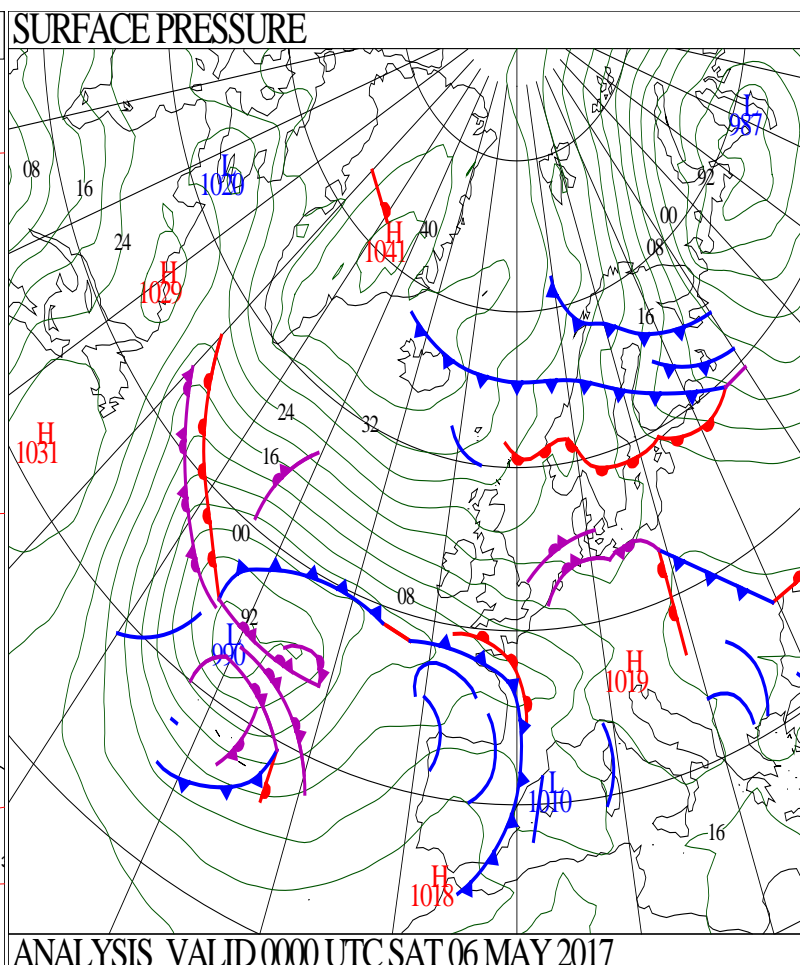 SURFACE PRESSURE
L
987
08
16
L
1020
92
00
24
H
1041
40
08
H
1029
16
24
32
H
1031
16
00
08
92
L
990
H
1019
L
1010
16
H
1018
ANALYSIS VALID 0000 UTC SAT 06 MAY 2017